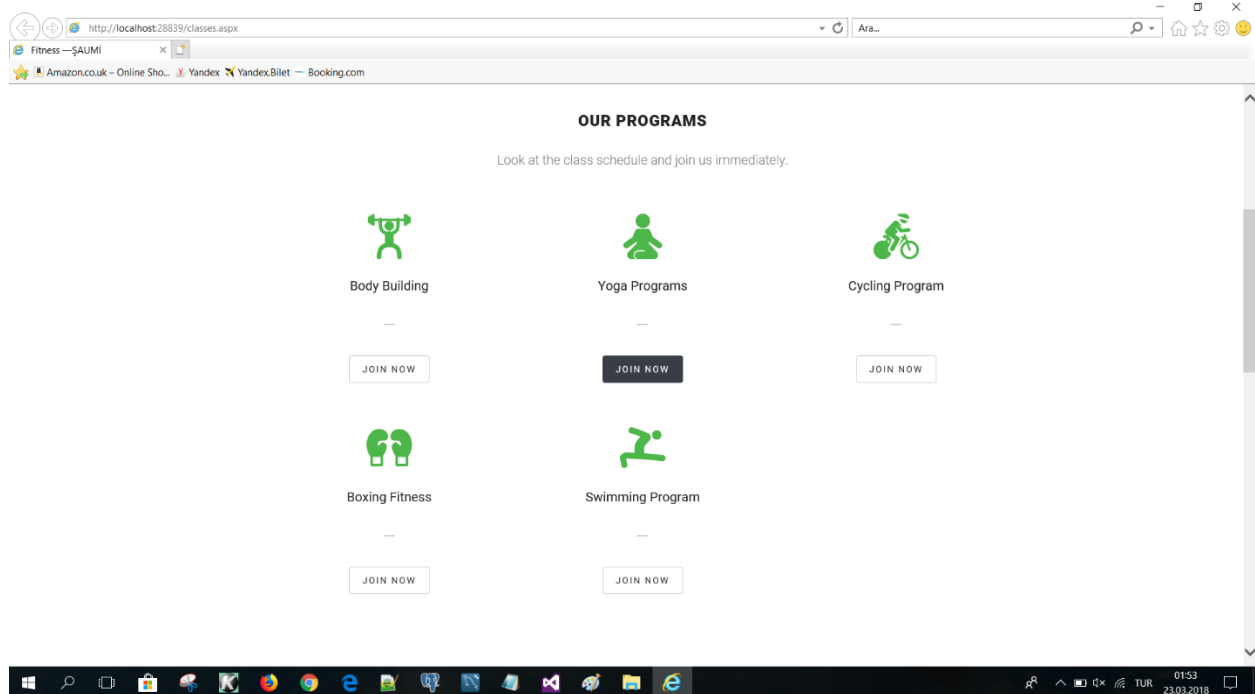 http://localhost:28839/classes.aspx
Ara...
Fitness —ŞAUMİ
Amazon.co.uk – Online Sho... Yandex Yandex.Bilet Booking.com
OUR PROGRAMS
Look at the class schedule and join us immediately.
Body Building Yoga Programs Cycling Program
JOIN NOW JOIN NOW JOIN NOW
Boxing Fitness Swimming Program
JOIN NOW JOIN NOW
TUR
01:53
23.03.2018